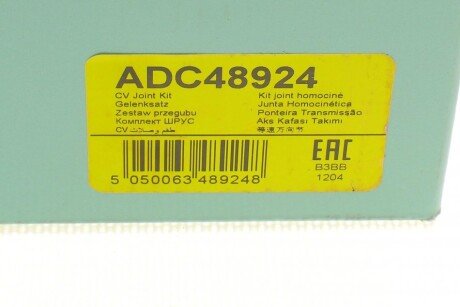 ADC48924
CV Joint Kit Kit joint homociné
Gelenksatz Junta Homocinética
Zestaw przegubu Ponteira Transmissão
Комплект ШРУС Aks Kafası Takımı
طقم وصلات CV 等速万向节
EAC
B3BB
1204
5 050063 489248